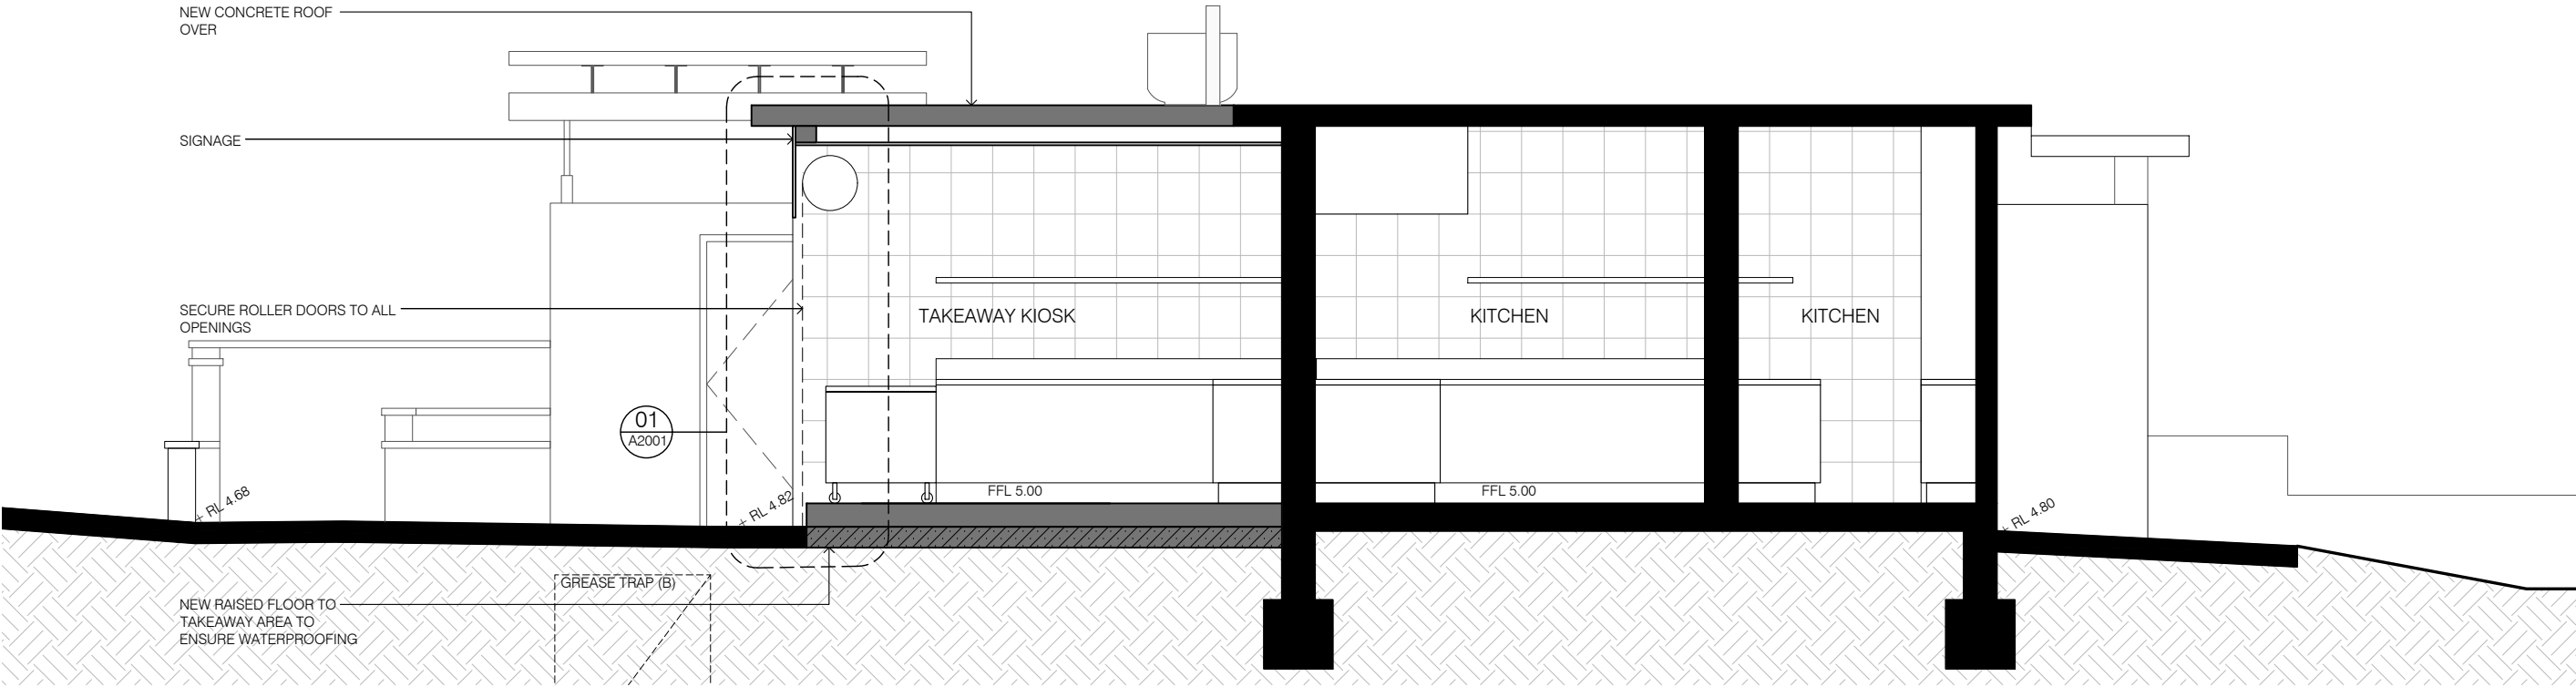 NEW CONCRETE ROOF
OVER
SIGNAGE
SECURE ROLLER DOORS TO ALL
OPENINGS
TAKEAWAY KIOSK
KITCHEN
KITCHEN
01
A2001
FFL 5.00
FFL 5.00
+ RL 4.68
+ RL 4.82
+ RL 4.80
GREASE TRAP (B)
NEW RAISED FLOOR TO
TAKEAWAY AREA TO
ENSURE WATERPROOFING